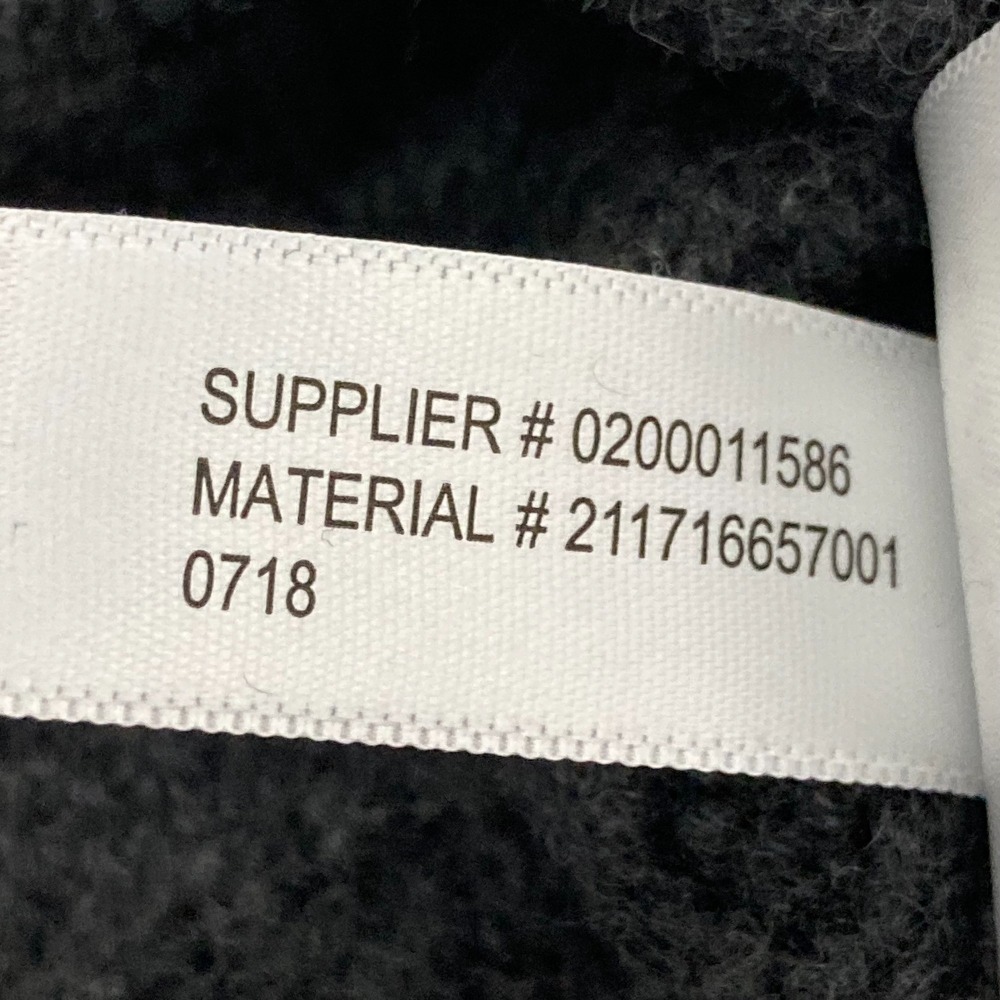 SUPPLIER # 0200011586
MATERIAL # 211716657001
0718